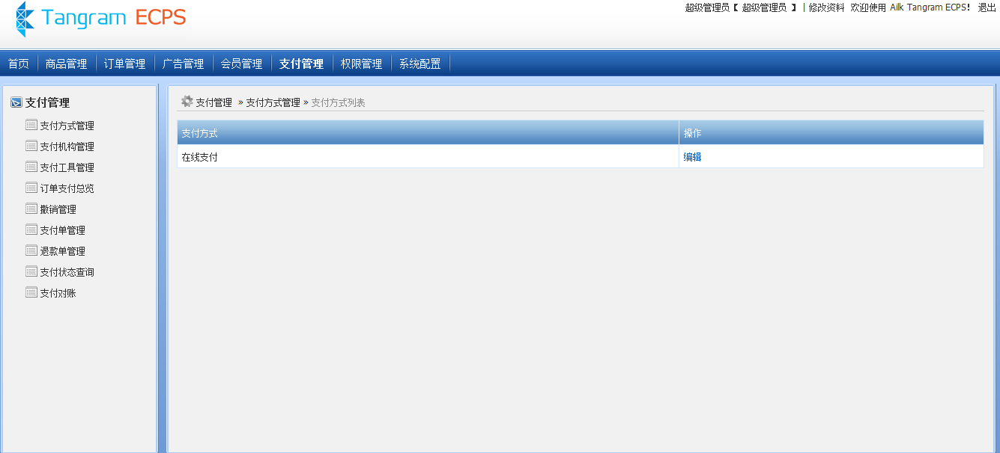 Tangram ECPS
超级管理员【 超级管理员 】 | 修改资料 欢迎使用 Ailk Tangram ECPS! 退出
首页 商品管理 订单管理 广告管理 会员管理 支付管理 权限管理 系统配置
支付管理
支付方式管理
支付机构管理
支付工具管理
订单支付总览
撤销管理
支付单管理
退款单管理
支付状态查询
支付对账
支付管理 » 支付方式管理 » 支付方式列表
支付方式 操作
在线支付 编辑